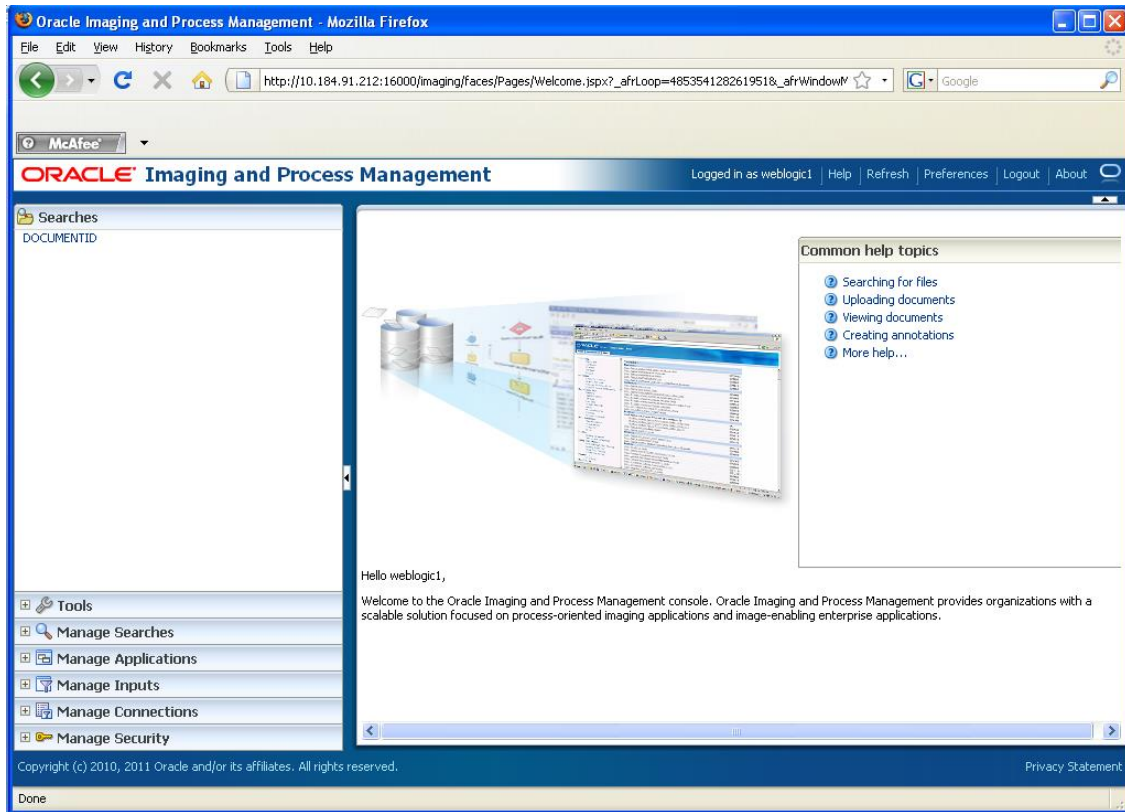 Oracle Imaging and Process Management - Mozilla Firefox
File Edit View History Bookmarks Tools Help
http://10.184.91.212:16000/imaging/faces/Pages/Welcome.jspx?_afrLoop=4853541282619518&_afrWindowM
Google
McAfee
ORACLE Imaging and Process Management
Logged in as weblogic1 | Help | Refresh | Preferences | Logout | About
Searches
DOCUMENTID
Common help topics
Searching for files
Uploading documents
Viewing documents
Creating annotations
More help...
Hello weblogic1,
Welcome to the Oracle Imaging and Process Management console. Oracle Imaging and Process Management provides organizations with a
scalable solution focused on process-oriented imaging applications and image-enabling enterprise applications.
Tools
Manage Searches
Manage Applications
Manage Inputs
Manage Connections
Manage Security
Copyright (c) 2010, 2011 Oracle and/or its affiliates. All rights reserved.
Privacy Statement
Done